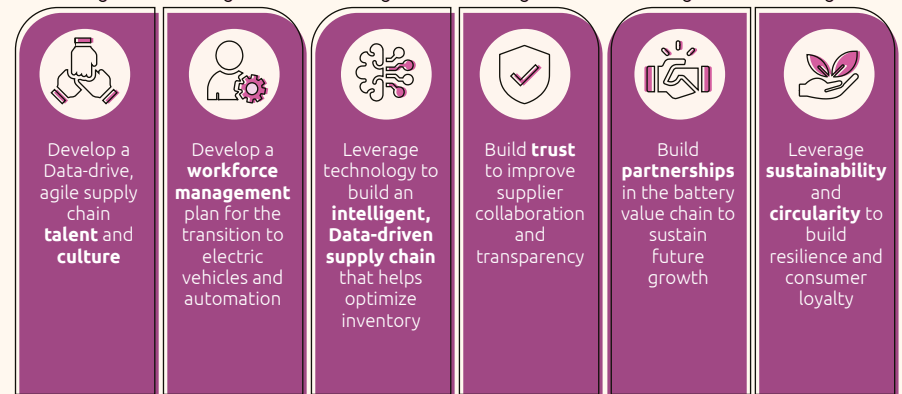 Develop a
Data-drive,
agile supply
chain
talent and
culture
Develop a
workforce
management
plan for the
transition to
electric
vehicles and
automation
Leverage
technology to
build an
intelligent,
Data-driven
supply chain
that helps
optimize
inventory
Build trust
to improve
supplier
collaboration
and
transparency
Build
partnerships
in the battery
value chain to
sustain
future
growth
Leverage
sustainability
and
circularity to
build
resilience and
consumer
loyalty